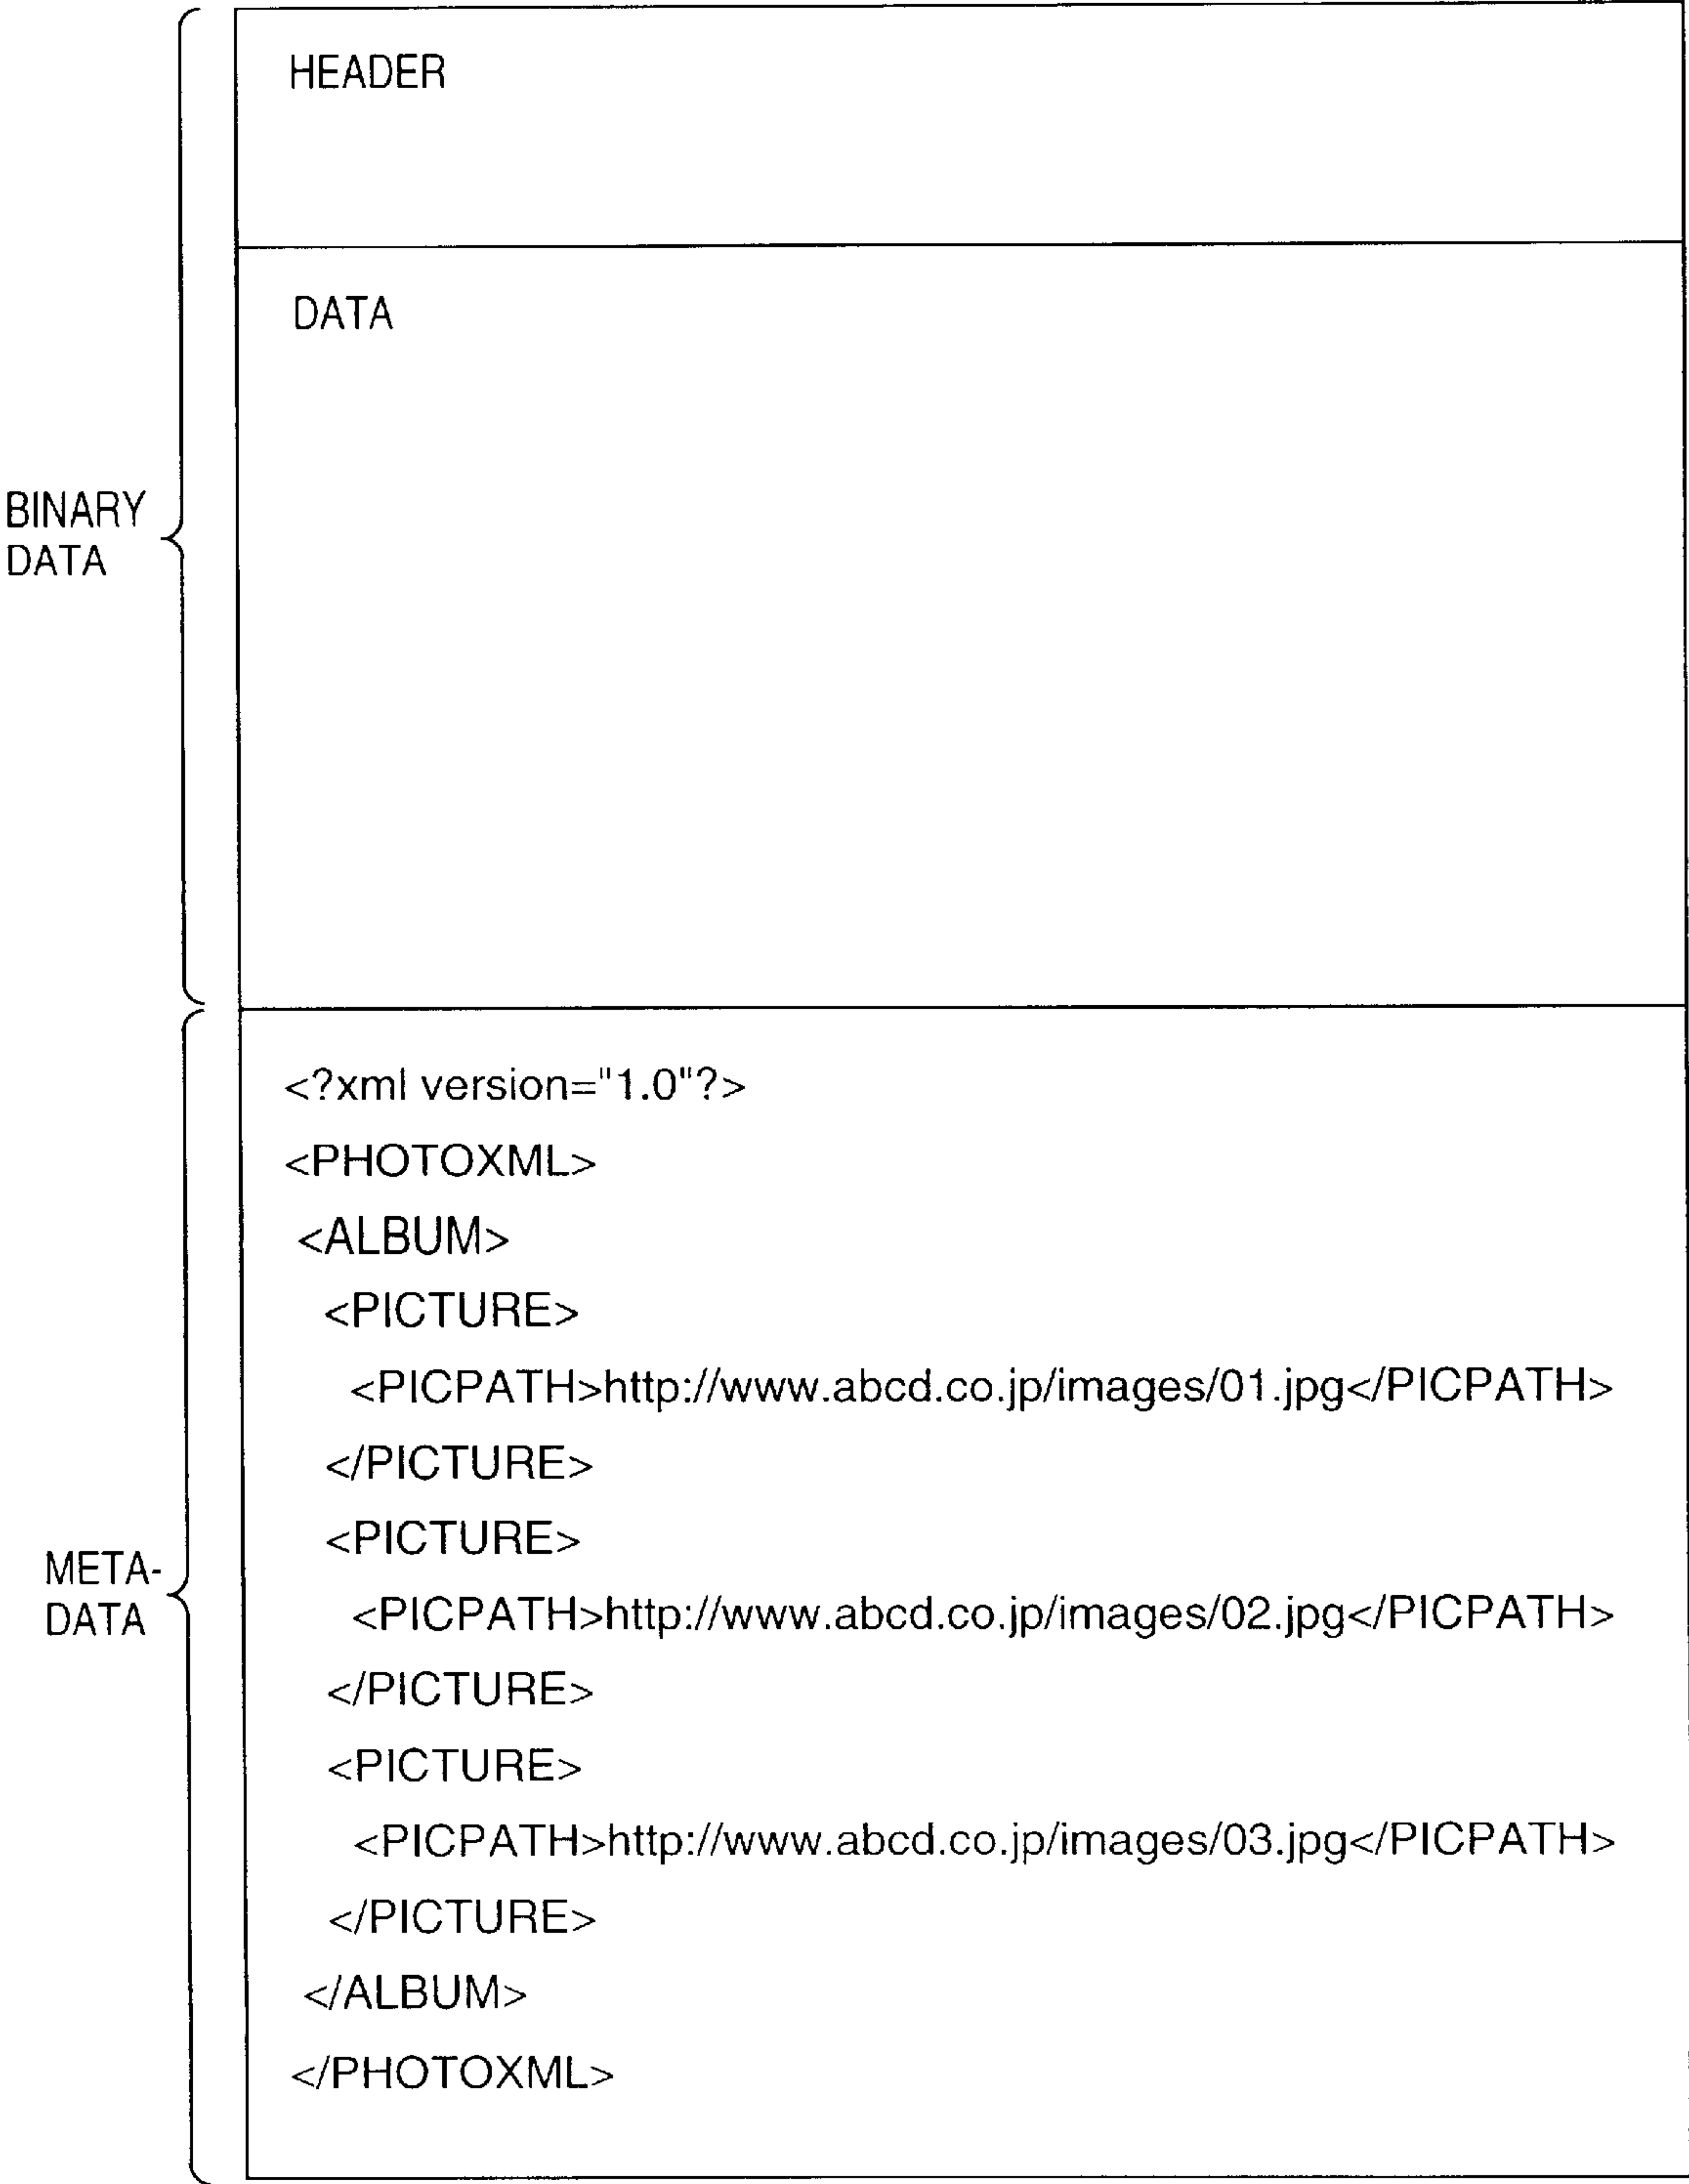 HEADER
DATA
BINARY
DATA
<?xml version="1.0"?>
<PHOTOXML>
<ALBUM>
<PICTURE>
<PICPATH>http://www.abcd.co.jp/images/01.jpg</PICPATH>
</PICTURE>
<PICTURE>
<PICPATH>http://www.abcd.co.jp/images/02.jpg</PICPATH>
</PICTURE>
<PICTURE>
<PICPATH>http://www.abcd.co.jp/images/03.jpg</PICPATH>
</PICTURE>
</ALBUM>
</PHOTOXML>
META-
DATA